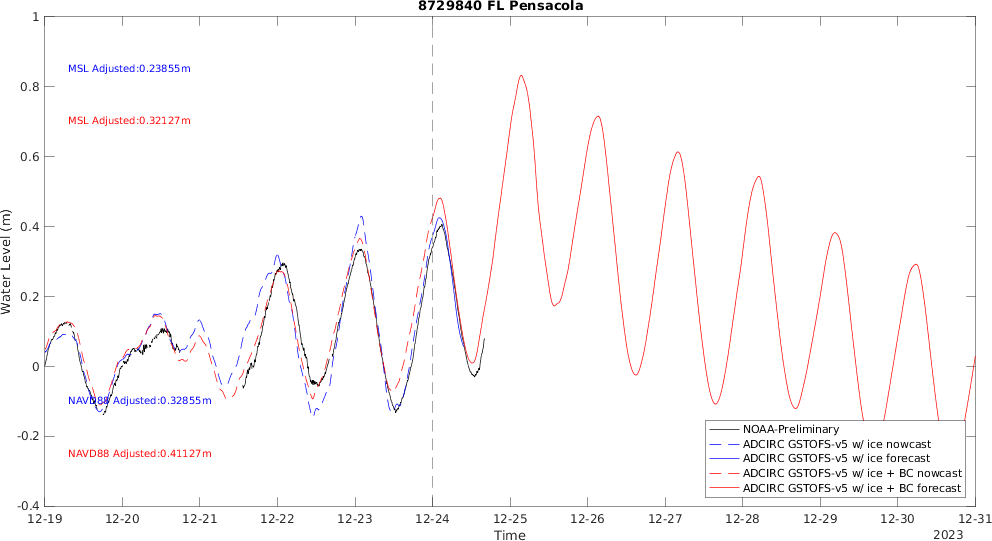 8729840 FL Pensacola
1
MSL Adjusted:0.23855m
0.8
MSL Adjusted:0.32127m
0.6
0.4
Water Level (m)
0.2
0
NAVD88 Adjusted:0.32855m
-0.2
NAVD88 Adjusted:0.41127m
NOAA-Preliminary
ADCIRC GSTOFS-v5 w/ ice nowcast
ADCIRC GSTOFS-v5 w/ ice forecast
ADCIRC GSTOFS-v5 w/ ice + BC nowcast
ADCIRC GSTOFS-v5 w/ ice + BC forecast
-0.4
12-19 12-20 12-21 12-22 12-23 12-24 12-25 12-26 12-27 12-28 12-29 12-30 12-31
Time
2023